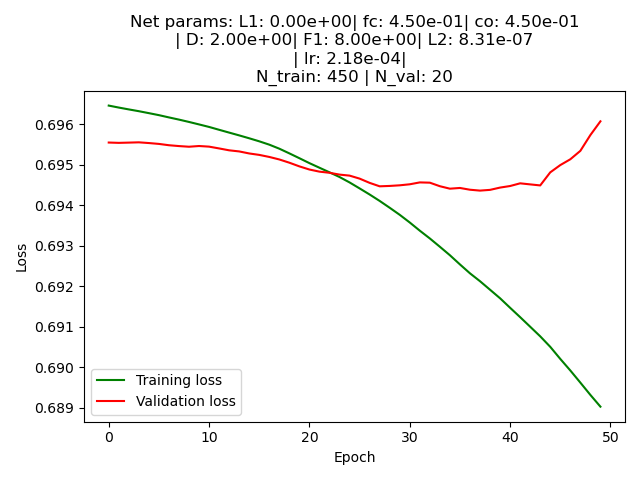 Net params: L1: 0.00e+00| fc: 4.50e-01| co: 4.50e-01
| D: 2.00e+00| F1: 8.00e+00| L2: 8.31e-07
| lr: 2.18e-04|
N_train: 450 | N_val: 20
0.696
0.695
0.694
0.693
0.692
0.691
0.690
0.689
Loss
Training loss
Validation loss
0 10 20 30 40 50
Epoch